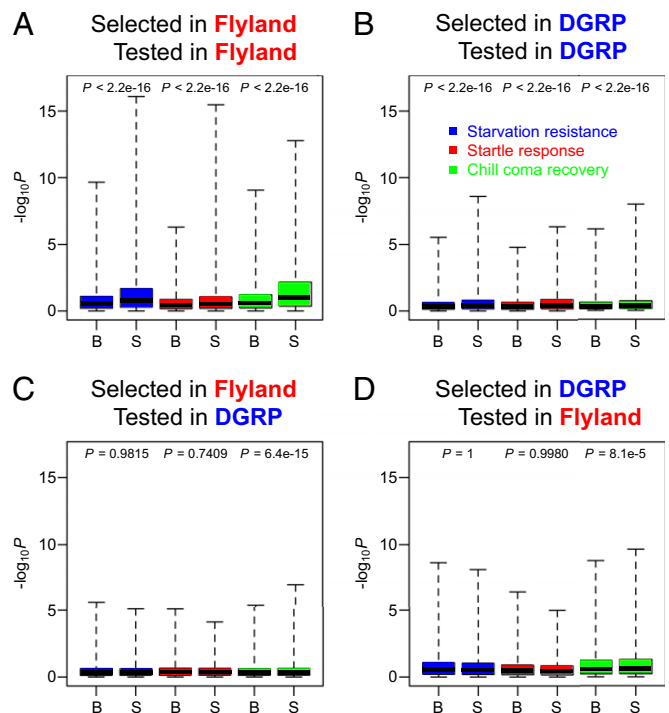 A
Selected in Flyland
Tested in Flyland
P < 2.2e-16 P < 2.2e-16 P < 2.2e-16
15
10
5
0
-log10P
B S B S B S
B
Selected in DGRP
Tested in DGRP
P < 2.2e-16 P < 2.2e-16 P < 2.2e-16
Starvation resistance
Startle response
Chill coma recovery
15
10
5
0
-log10P
B S B S B S
C
Selected in Flyland
Tested in DGRP
P = 0.9815 P = 0.7409 P = 6.4e-15
15
10
5
0
-log10P
B S B S B S
D
Selected in DGRP
Tested in Flyland
P = 1 P = 0.9980 P = 8.1e-5
15
10
5
0
-log10P
B S B S B S